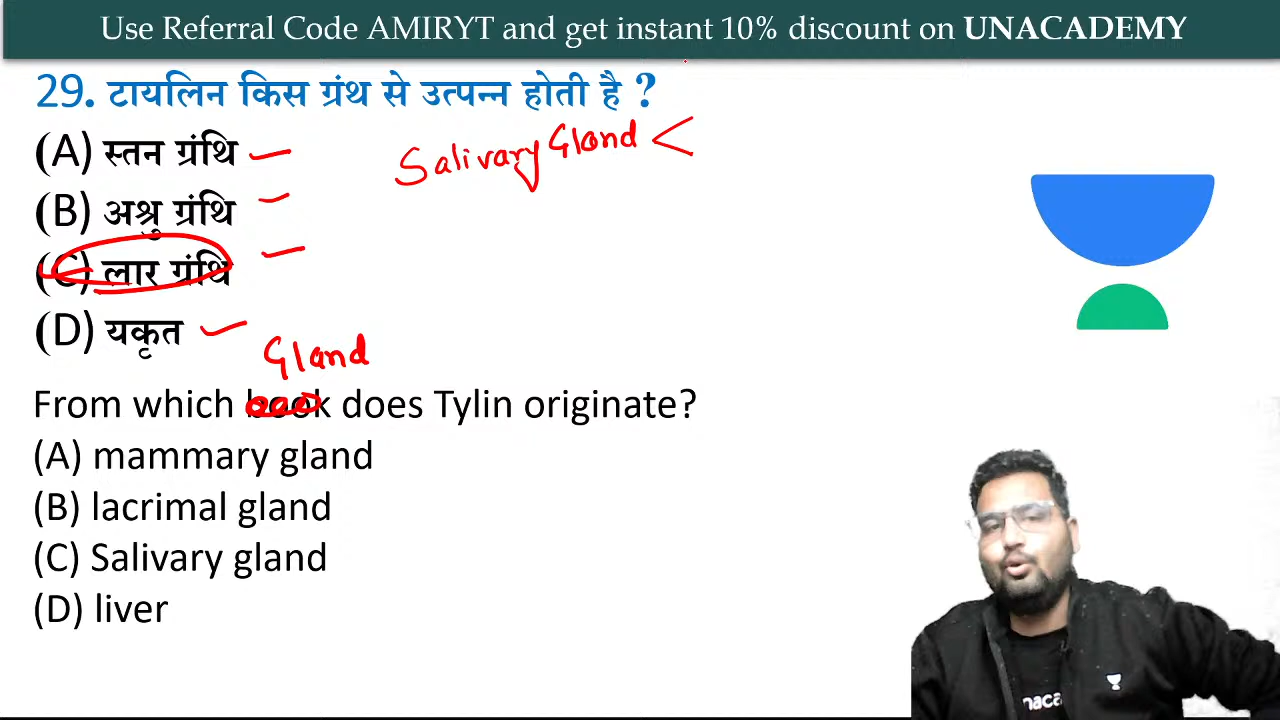 Use Referral Code AMIRYT and get instant 10% discount on UNACADEMY
29. टायलिन किस ग्रंथ से उत्पन्न होती है ?
(A) स्तन ग्रंथि
Salivary Gland
(B) अश्रु ग्रंथि
(C) लार ग्रंथि
(D) यकृत
Gland
From which book does Tylin originate?
(A) mammary gland
(B) lacrimal gland
(C) Salivary gland
(D) liver